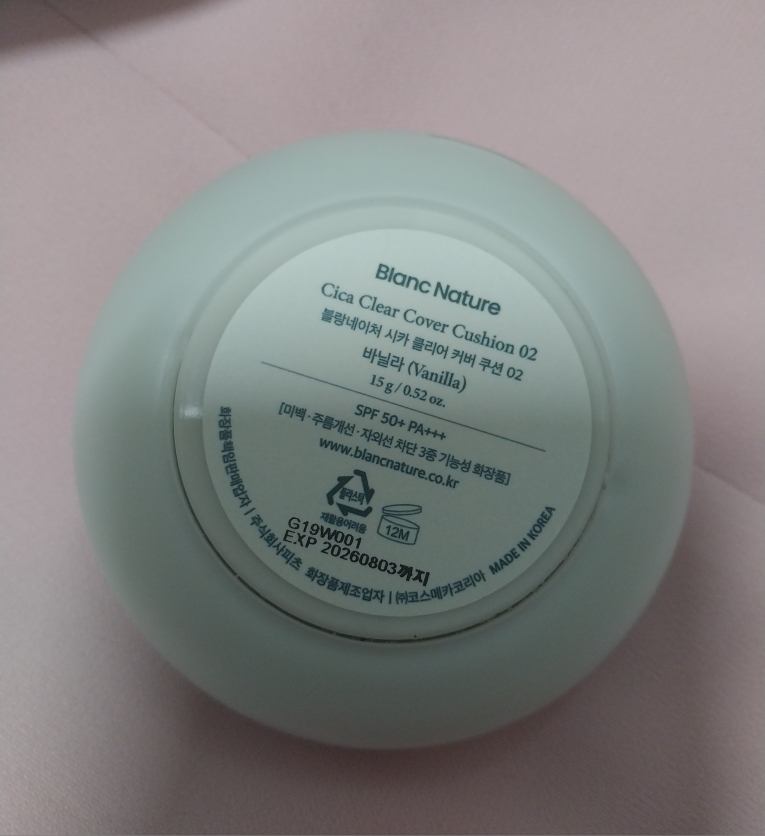 Blanc Nature
Cica Clear Cover Cushion 02
블랑네이처 시카 클리어 커버 쿠션 02
바닐라 (Vanilla)
15 g / 0.52 oz.
SPF 50+ PA+++
[미백·주름개선·자외선 차단 3중 기능성 화장품]
www.blancnature.co.kr
플라스틱
재활용어려움
12M
G19W001
EXP 20260803까지
화장품책임판매업자 | 주식회사피츠 화장품제조업자 | ㈜코스메카코리아 MADE IN KOREA